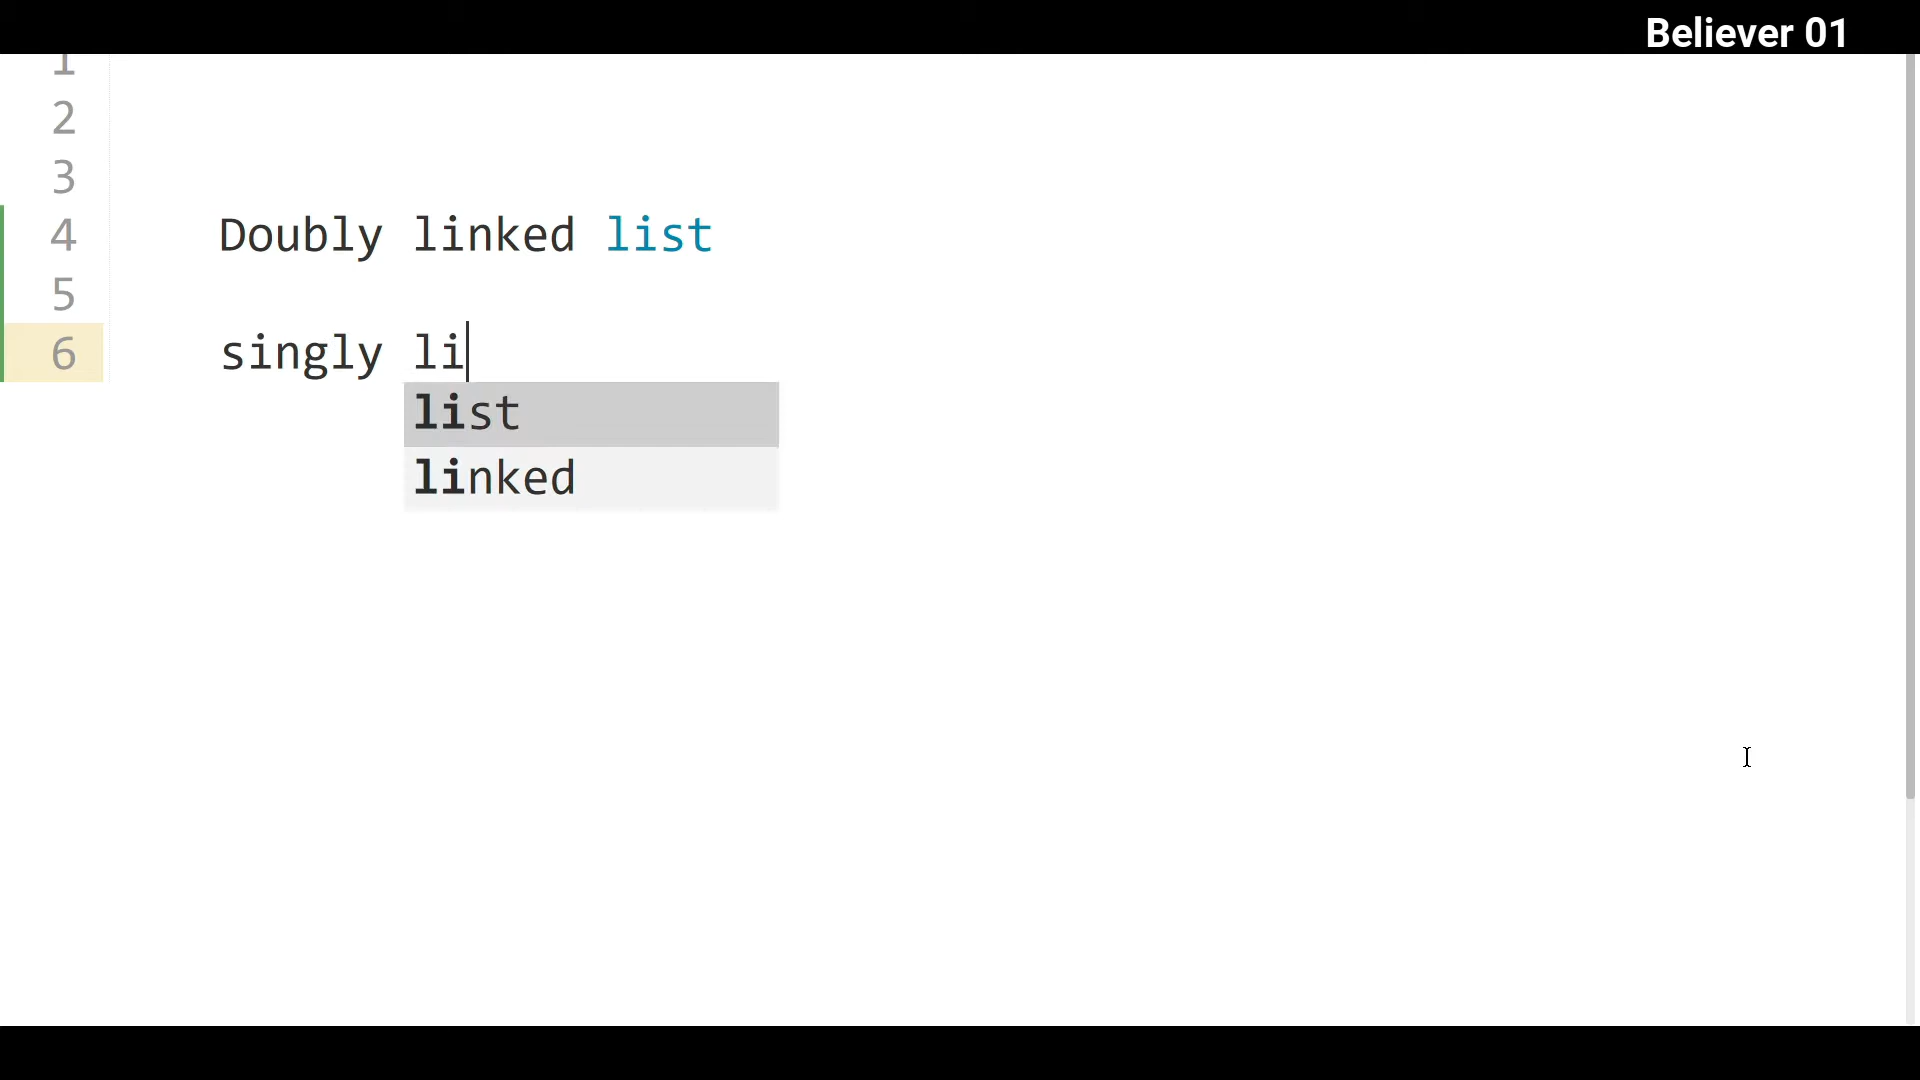 Believer 01
1
2
3
4 Doubly linked list
5
6 singly li
list
linked